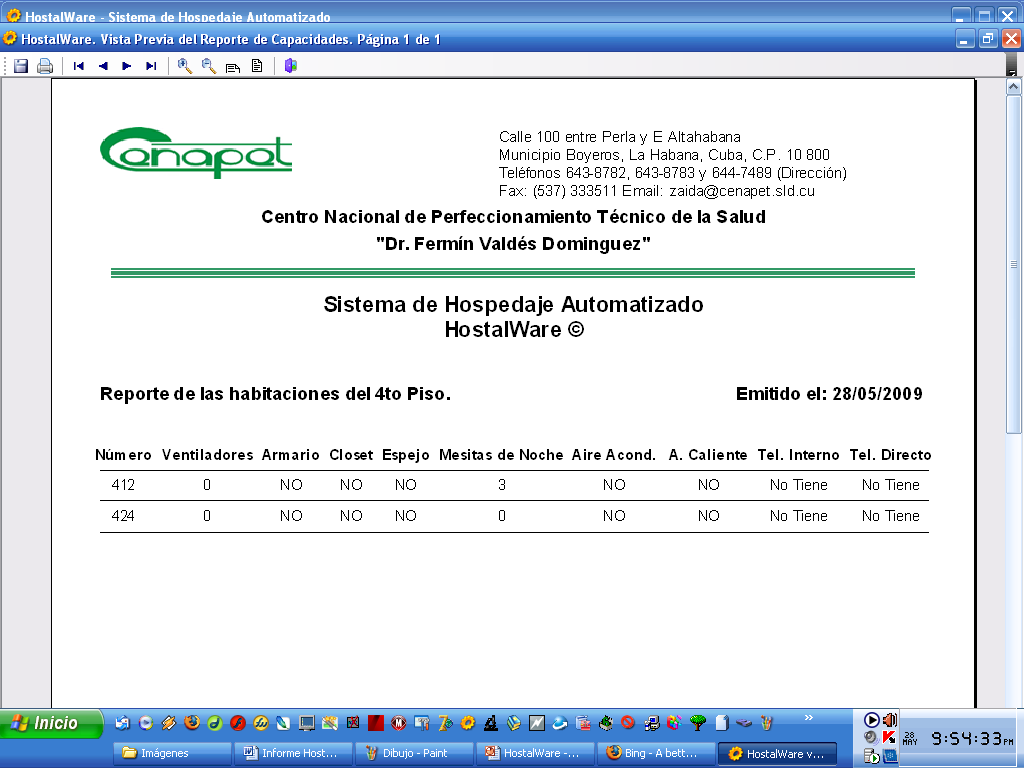 HostalWare - Sistema de Hospedaje Automatizado
HostalWare. Vista Previa del Reporte de Capacidades. Página 1 de 1
Cenapet
Calle 100 entre Perla y E Altahabana
Municipio Boyeros, La Habana, Cuba, C.P. 10 800
Teléfonos 643-8782, 643-8783 y 644-7489 (Dirección)
Fax: (537) 333511 Email: zaida@cenapet.sld.cu
Centro Nacional de Perfeccionamiento Técnico de la Salud
"Dr. Fermín Valdés Dominguez"
Sistema de Hospedaje Automatizado
HostalWare ©
Reporte de las habitaciones del 4to Piso. Emitido el: 28/05/2009
Número Ventiladores Armario Closet Espejo Mesitas de Noche Aire Acond. A. Caliente Tel. Interno Tel. Directo
412 0 NO NO NO 3 NO NO No Tiene No Tiene
424 0 NO NO NO 0 NO NO No Tiene No Tiene
Inicio
28 MAY 9:54:33 PM
Imágenes Informe Host... Dibujo - Paint HostalWare -... Bing - A bett... HostalWare v...